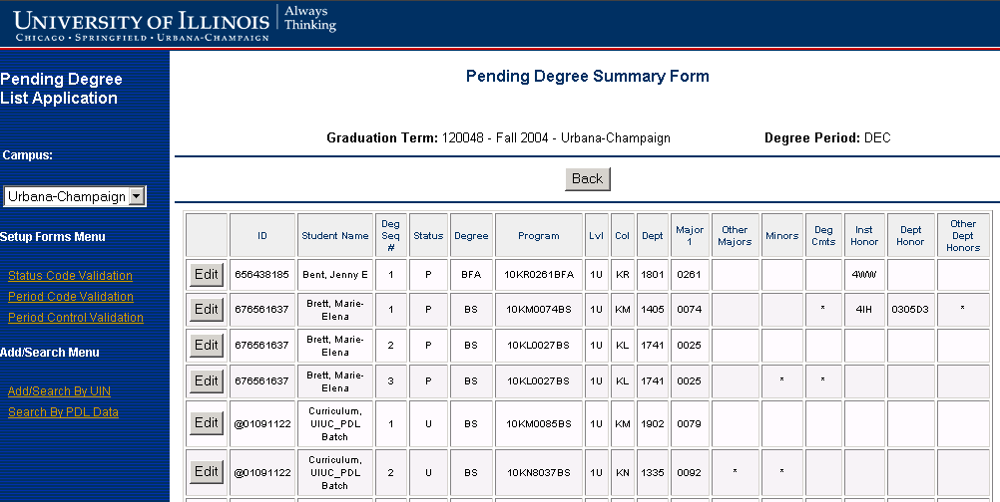 UNIVERSITY OF ILLINOIS
CHICAGO • SPRINGFIELD • URBANA-CHAMPAIGN
Always
Thinking
Pending Degree
List Application
Campus:
Urbana-Champaign
Setup Forms Menu
Status Code Validation
Period Code Validation
Period Control Validation
Add/Search Menu
Add/Search By UIN
Search By PDL Data
Pending Degree Summary Form
Graduation Term: 120048 - Fall 2004 - Urbana-Champaign Degree Period: DEC
Back
ID Student Name Deg Seq # Status Degree Program Lvl Col Dept Major 1 Other Majors Minors Deg Cmts Inst Honor Dept Honor Other Dept Honors
Edit 656438185 Bent, Jenny E 1 P BFA 10KR0261BFA 1U KR 1801 0261 4WW
Edit 676561637 Brett, Marie-Elena 1 P BS 10KM0074BS 1U KM 1405 0074 * 4IH 0305D3 *
Edit 676561637 Brett, Marie-Elena 2 P BS 10KL0027BS 1U KL 1741 0025
Edit 676561637 Brett, Marie-Elena 3 P BS 10KL0027BS 1U KL 1741 0025 * *
Edit @01091122 Curriculum, UIUC_PDL Batch 1 U BS 10KM0085BS 1U KM 1902 0079
Edit @01091122 Curriculum, UIUC_PDL Batch 2 U BS 10KN8037BS 1U KN 1335 0092 * *